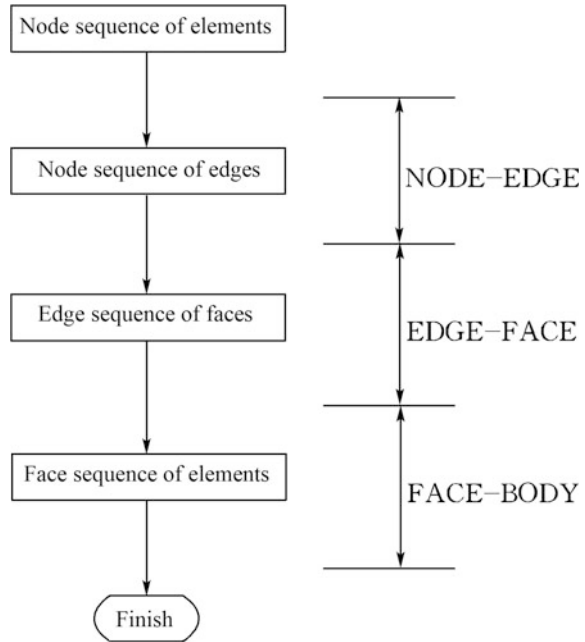 Node sequence of elements
Node sequence of edges
NODE-EDGE
Edge sequence of faces
EDGE-FACE
Face sequence of elements
FACE-BODY
Finish